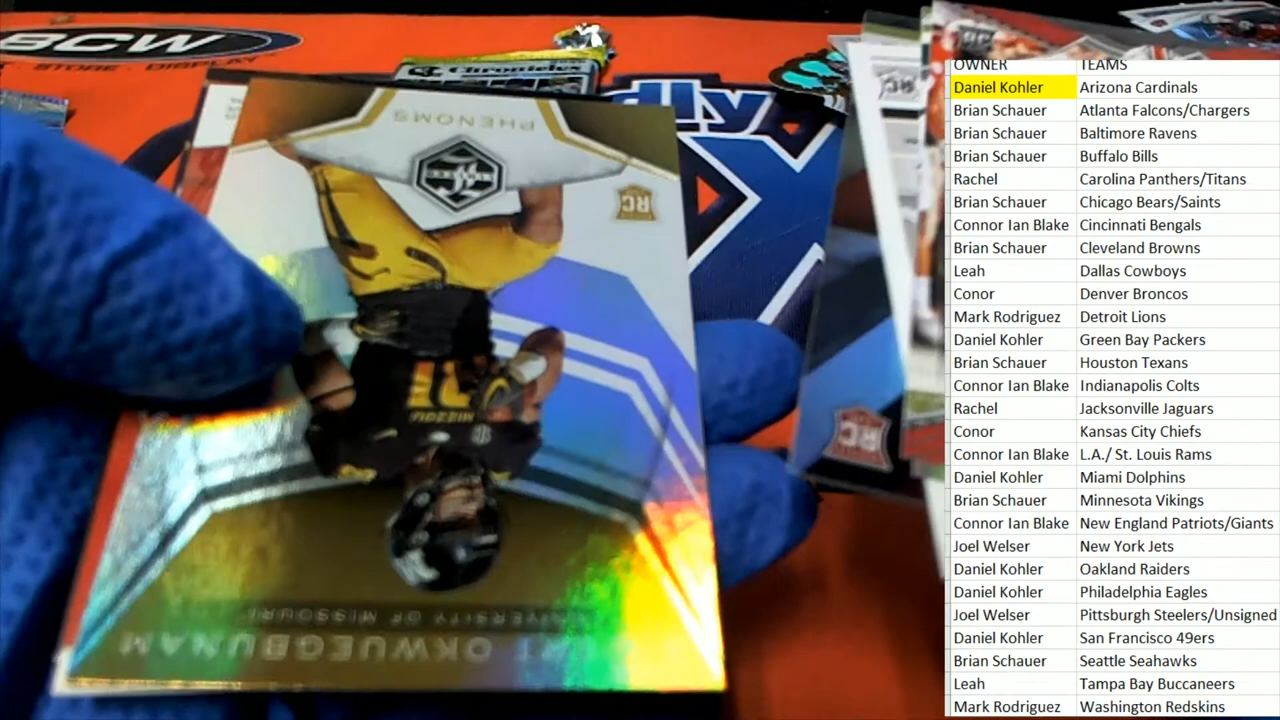 BCW
STORE · DISPLAY
Chronicles
dly
PHENOMS
LIMITED
RC
MIZZOU
UNIVERSITY OF MISSOURI
OKWUEGBUNAM
RC
OWNER TEAMS
Daniel Kohler Arizona Cardinals
Brian Schauer Atlanta Falcons/Chargers
Brian Schauer Baltimore Ravens
Brian Schauer Buffalo Bills
Rachel Carolina Panthers/Titans
Brian Schauer Chicago Bears/Saints
Connor Ian Blake Cincinnati Bengals
Brian Schauer Cleveland Browns
Leah Dallas Cowboys
Conor Denver Broncos
Mark Rodriguez Detroit Lions
Daniel Kohler Green Bay Packers
Brian Schauer Houston Texans
Connor Ian Blake Indianapolis Colts
Rachel Jacksonville Jaguars
Conor Kansas City Chiefs
Connor Ian Blake L.A./ St. Louis Rams
Daniel Kohler Miami Dolphins
Brian Schauer Minnesota Vikings
Connor Ian Blake New England Patriots/Giants
Joel Welser New York Jets
Daniel Kohler Oakland Raiders
Daniel Kohler Philadelphia Eagles
Joel Welser Pittsburgh Steelers/Unsigned
Daniel Kohler San Francisco 49ers
Brian Schauer Seattle Seahawks
Leah Tampa Bay Buccaneers
Mark Rodriguez Washington Redskins